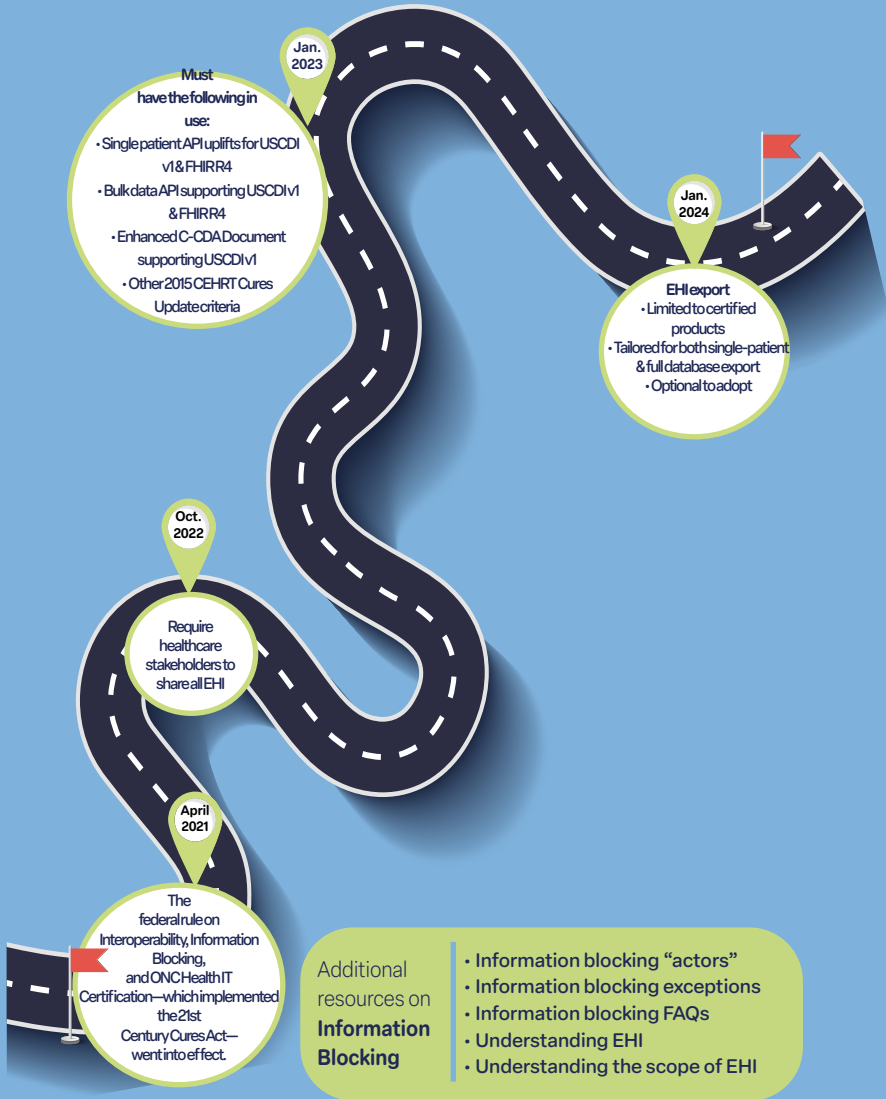 Jan.
2023
Must
have the following in
use:
• Single patient API uplifts for USCDI
v1 & FHIR R4
• Bulk data API supporting USCDI v1
& FHIR R4
• Enhanced C-CDA Document
supporting USCDI v1
• Other 2015 CEHRT Cures
Update criteria
Jan.
2024
EHI export
• Limited to certified
products
• Tailored for both single-patient
& full database export
• Optional to adopt
Oct.
2022
Require
healthcare
stakeholders to
share all EHI
April
2021
The
federal rule on
Interoperability, Information
Blocking,
and ONC Health IT
Certification—which implemented
the 21st
Century Cures Act—
went into effect.
Additional
resources on
Information
Blocking
• Information blocking “actors”
• Information blocking exceptions
• Information blocking FAQs
• Understanding EHI
• Understanding the scope of EHI